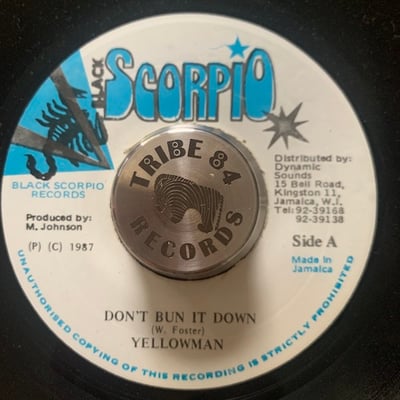 BLACK
SCORPIO
BLACK SCORPIO
RECORDS
Produced by:
M. Johnson
(P) (C) 1987
TRIBE 84
RECORDS
Distributed by:
Dynamic
Sounds
15 Bell Road,
Kingston 11,
Jamaica, W.I.
Tel: 92-39168
92-39138
Side A
Made in
Jamaica
DON'T BUN IT DOWN
(W. Foster)
YELLOWMAN
UNAUTHORISED COPYING OF THIS RECORDING IS STRICTLY PROHIBITED